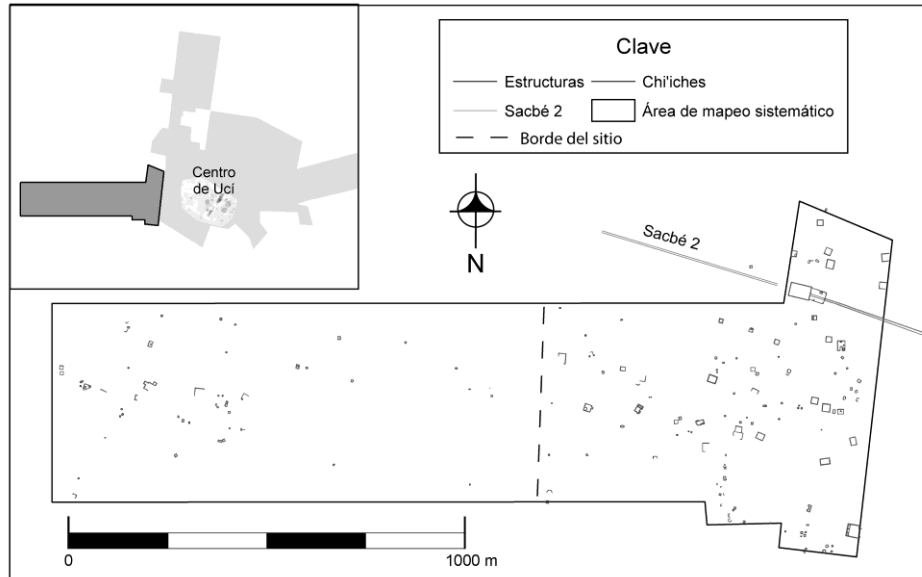 Centro
de Ucí
Clave
Estructuras
Chi'iches
Sacbé 2
Área de mapeo sistemático
Borde del sitio
N
Sacbé 2
0
1000 m